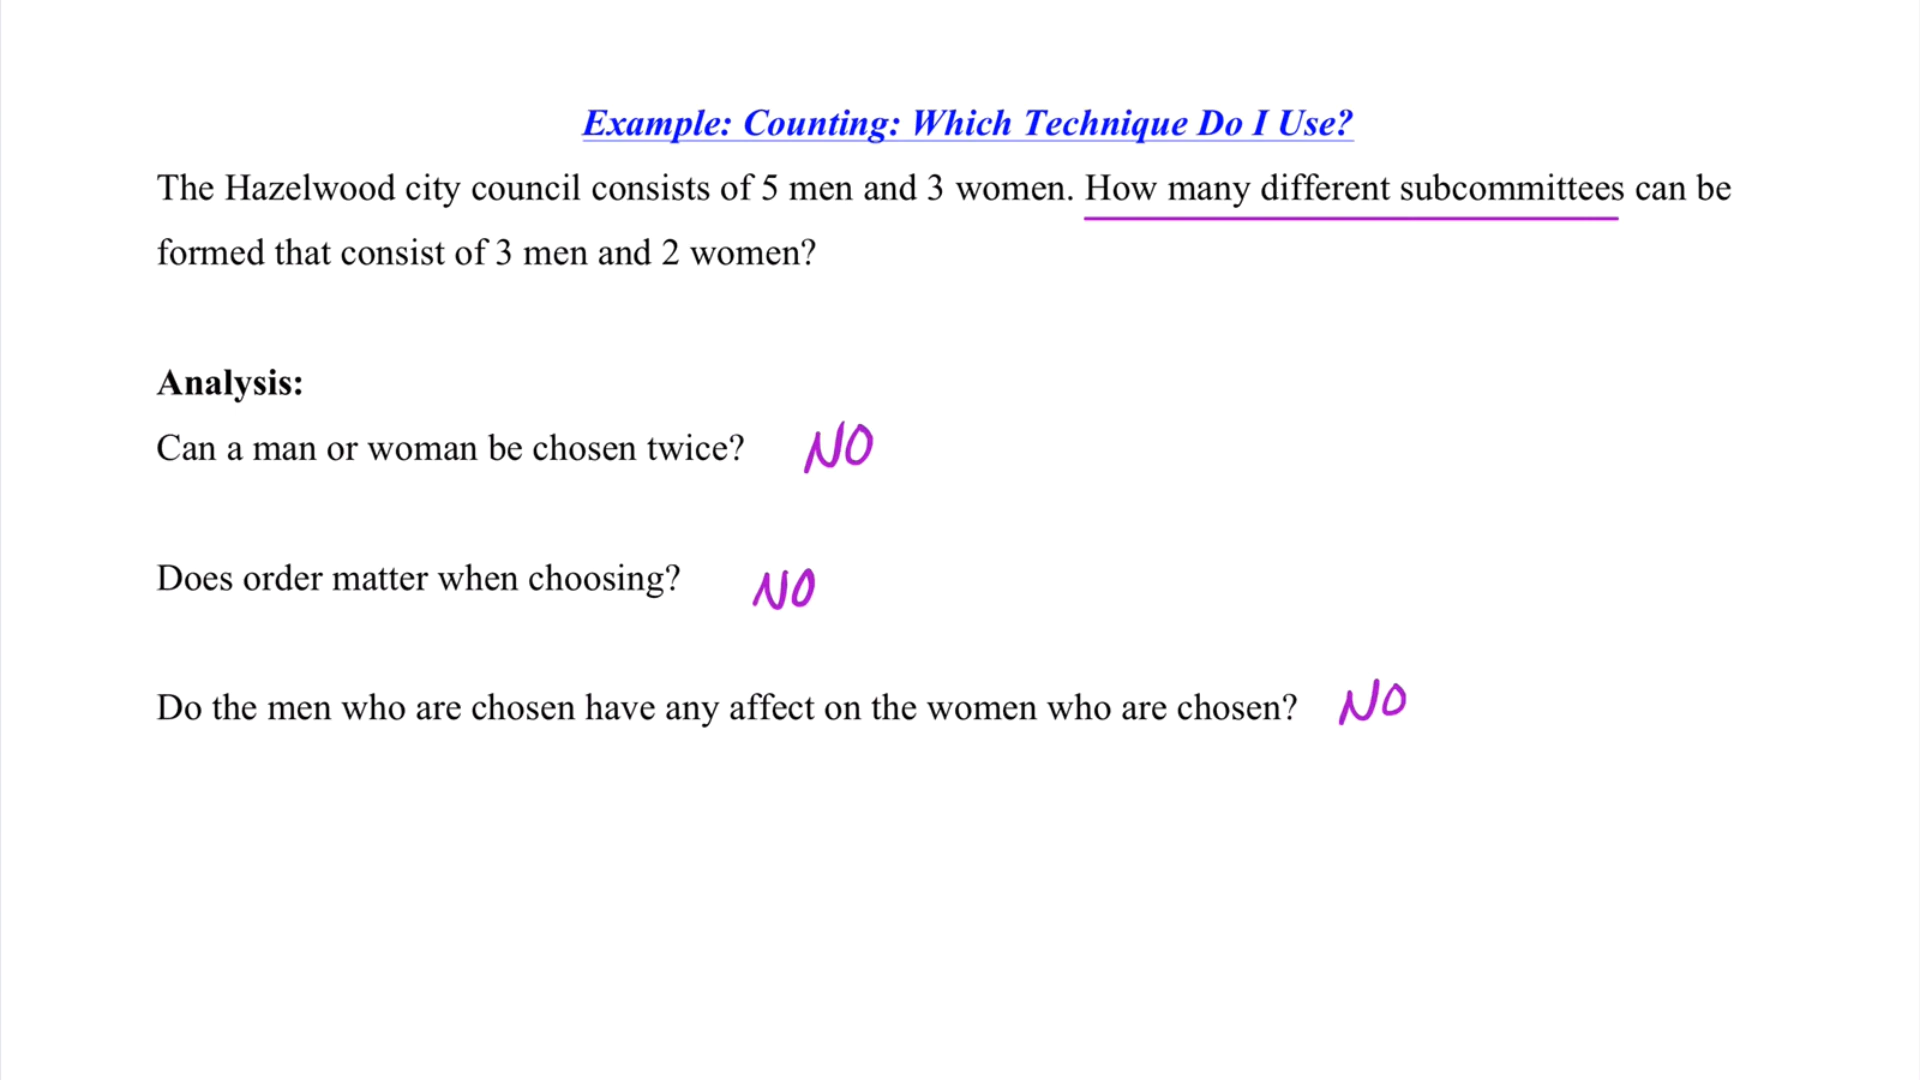 Example: Counting: Which Technique Do I Use?
The Hazelwood city council consists of 5 men and 3 women. How many different subcommittees can be
formed that consist of 3 men and 2 women?
Analysis:
Can a man or woman be chosen twice? NO
Does order matter when choosing? NO
Do the men who are chosen have any affect on the women who are chosen? NO